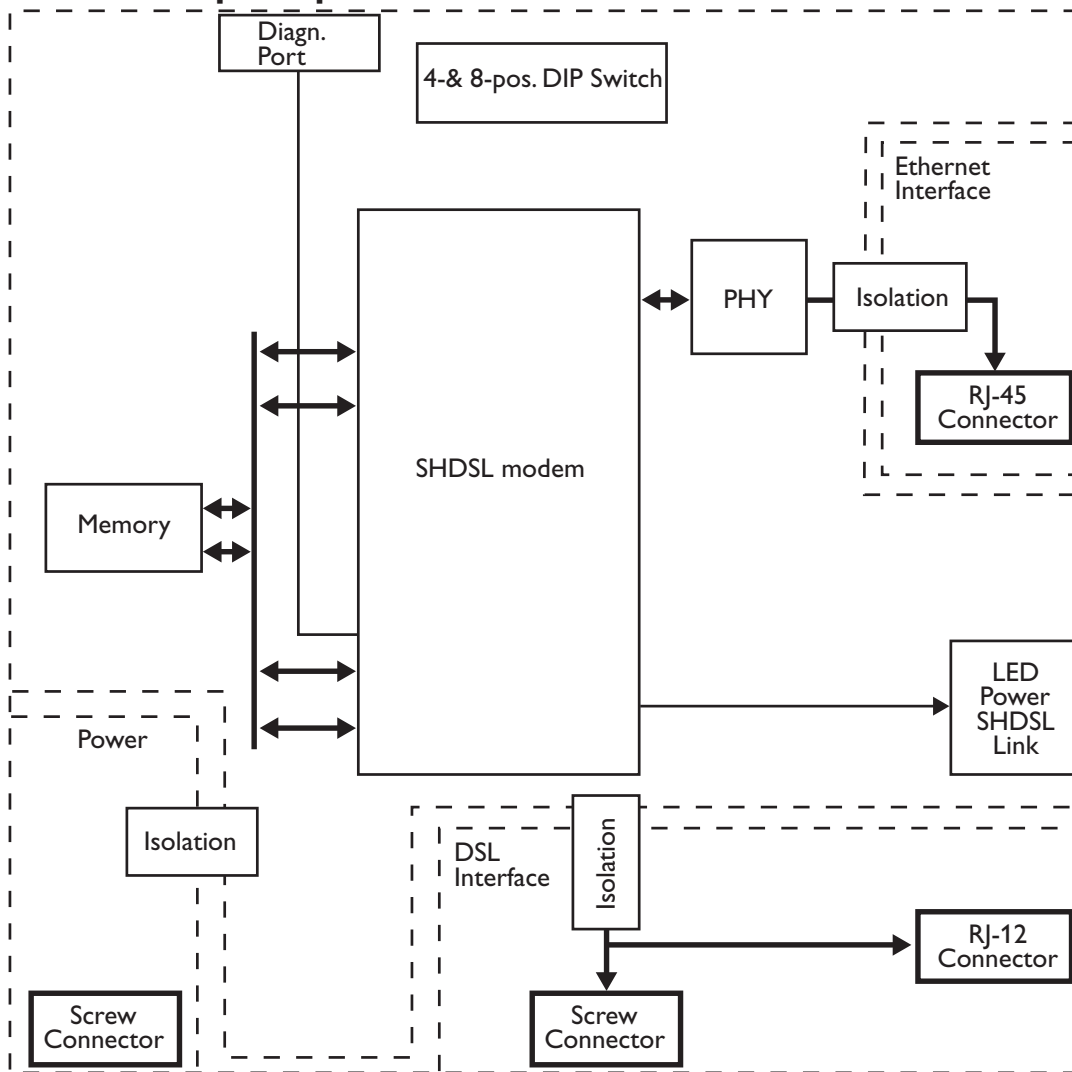 Diagn.
Port
4-& 8-pos. DIP Switch
Ethernet
Interface
PHY
Isolation
RJ-45
Connector
SHDSL modem
Memory
LED
Power
SHDSL
Link
Power
Isolation
DSL
Interface
Isolation
RJ-12
Connector
Screw
Connector
Screw
Connector